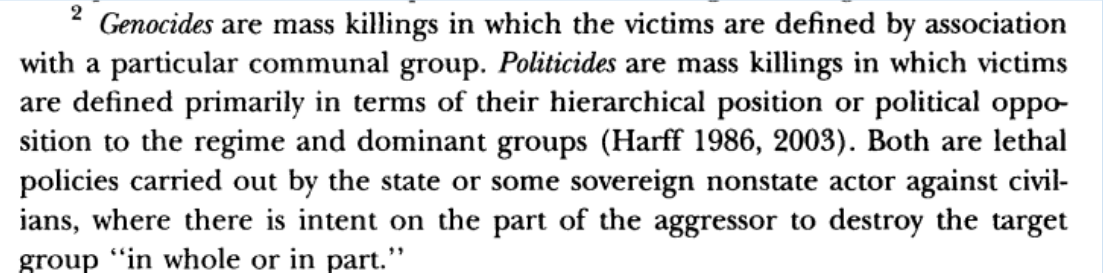 ² Genocides are mass killings in which the victims are defined by association
with a particular communal group. Politicides are mass killings in which victims
are defined primarily in terms of their hierarchical position or political oppo-
sition to the regime and dominant groups (Harff 1986, 2003). Both are lethal
policies carried out by the state or some sovereign nonstate actor against civil-
ians, where there is intent on the part of the aggressor to destroy the target
group “in whole or in part.”